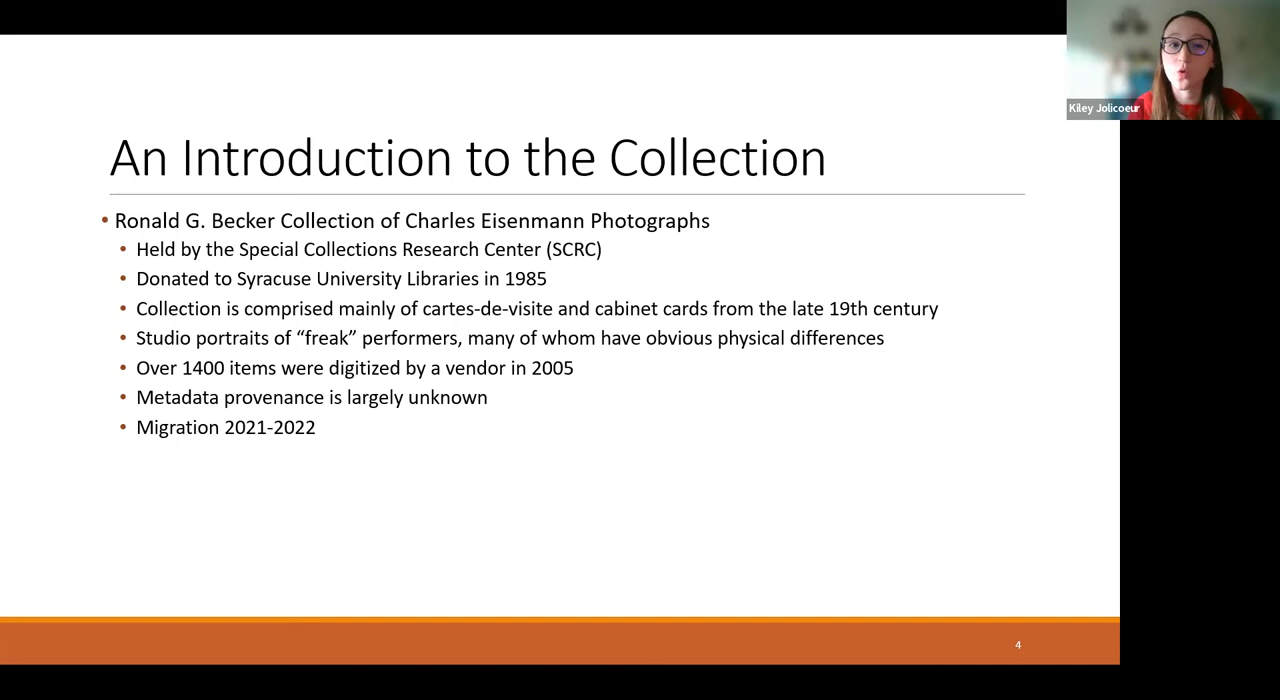 Kiley Jolicoeur
An Introduction to the Collection
• Ronald G. Becker Collection of Charles Eisenmann Photographs
• Held by the Special Collections Research Center (SCRC)
• Donated to Syracuse University Libraries in 1985
• Collection is comprised mainly of cartes-de-visite and cabinet cards from the late 19th century
• Studio portraits of “freak” performers, many of whom have obvious physical differences
• Over 1400 items were digitized by a vendor in 2005
• Metadata provenance is largely unknown
• Migration 2021-2022
4